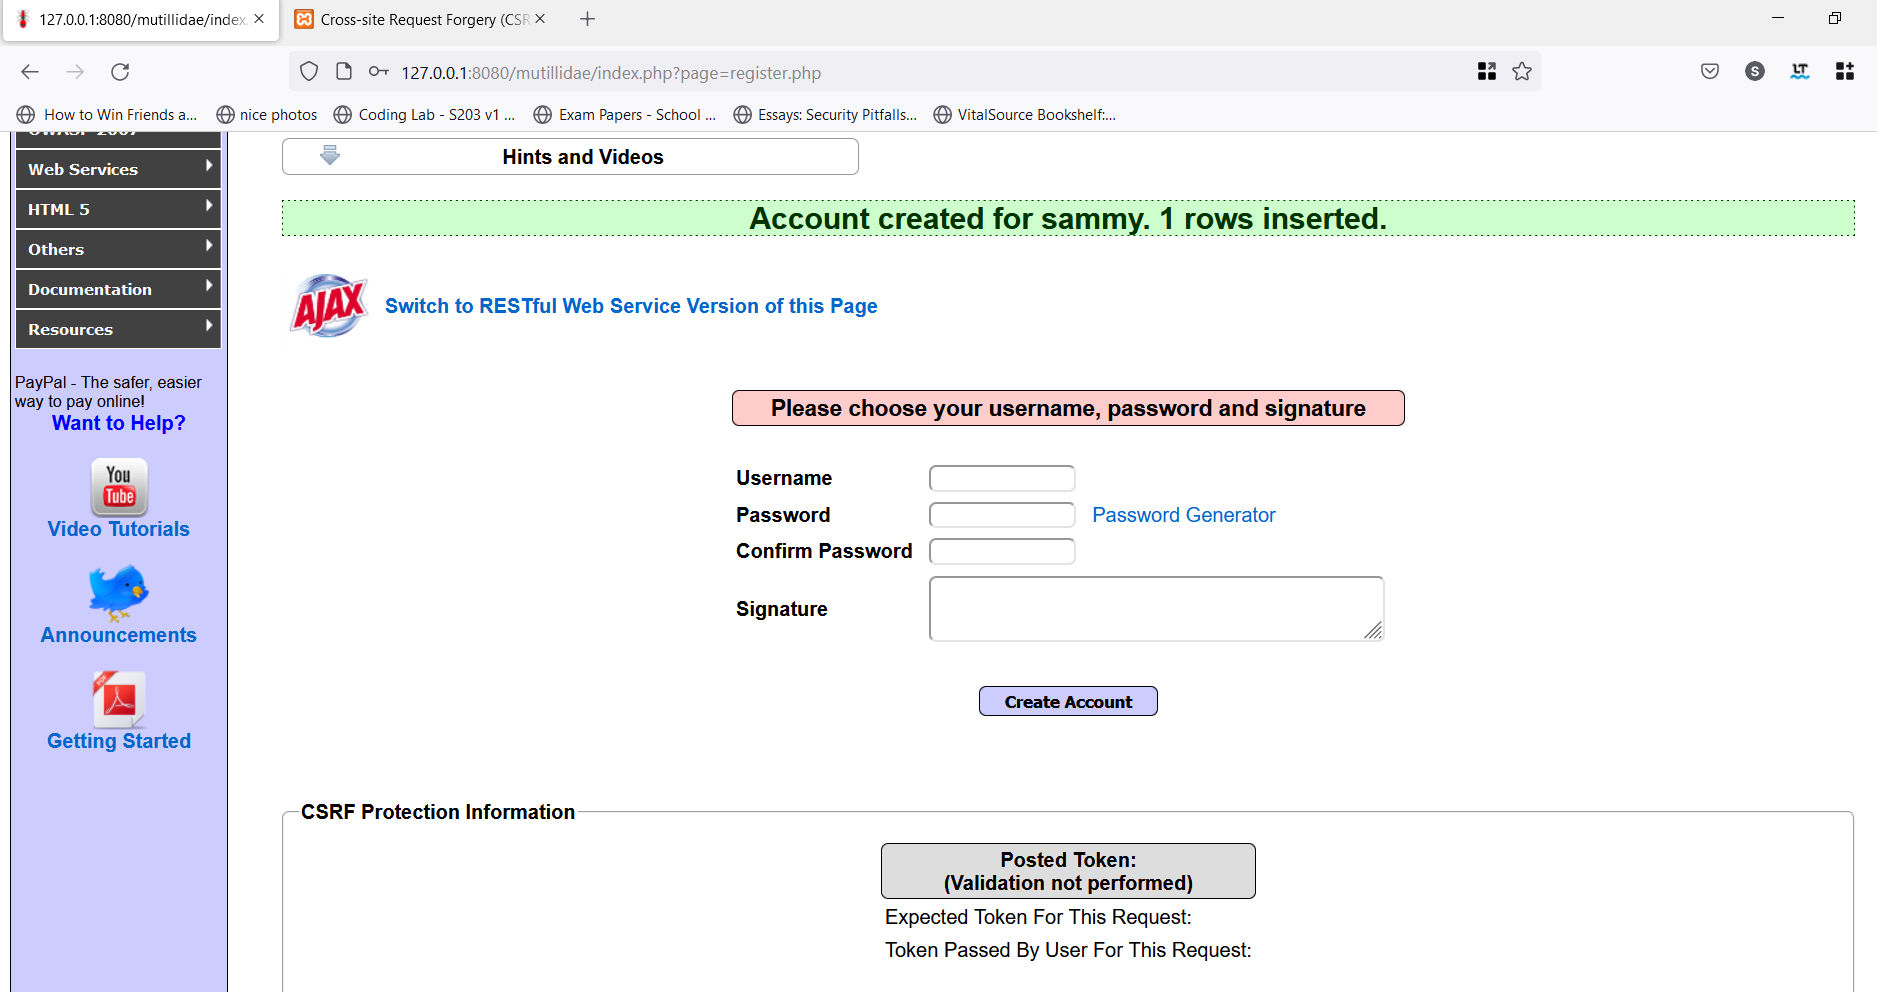 127.0.0.1:8080/mutillidae/index.
Cross-site Request Forgery (CSR
127.0.0.1:8080/mutillidae/index.php?page=register.php
S
LT
How to Win Friends a...
nice photos
Coding Lab - S203 v1 ...
Exam Papers - School ...
Essays: Security Pitfalls...
VitalSource Bookshelf:...
OWASP 2007
Web Services
HTML 5
Others
Documentation
Resources
PayPal - The safer, easier
way to pay online!
Want to Help?
You
Tube
Video Tutorials
Announcements
PDF
Getting Started
Hints and Videos
Account created for sammy. 1 rows inserted.
AJAX
Switch to RESTful Web Service Version of this Page
Please choose your username, password and signature
Username
Password
Password Generator
Confirm Password
Signature
Create Account
CSRF Protection Information
Posted Token:
(Validation not performed)
Expected Token For This Request:
Token Passed By User For This Request: